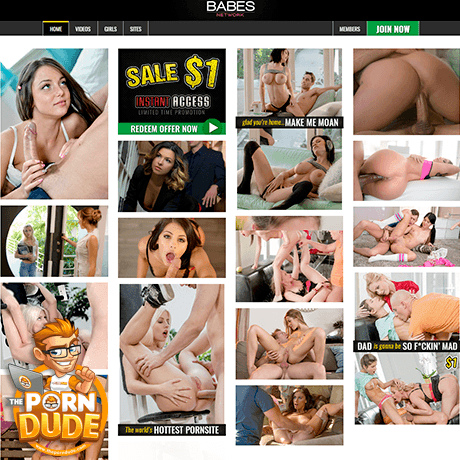 BABES
NETWORK
HOME VIDEOS GIRLS SITES MEMBERS JOIN NOW
SALE $1
INSTANT ACCESS
LIMITED TIME PROMOTION
REDEEM OFFER NOW
glad you're home... MAKE ME MOAN
DAD is gonna be SO F*CKIN' MAD
$1
The world's HOTTEST PORNSITE
THE
PORN
DUDE